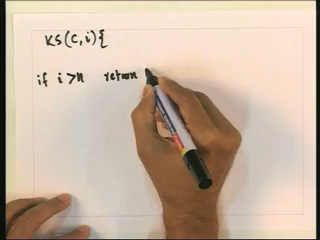 KS(C,i){
if i>n return